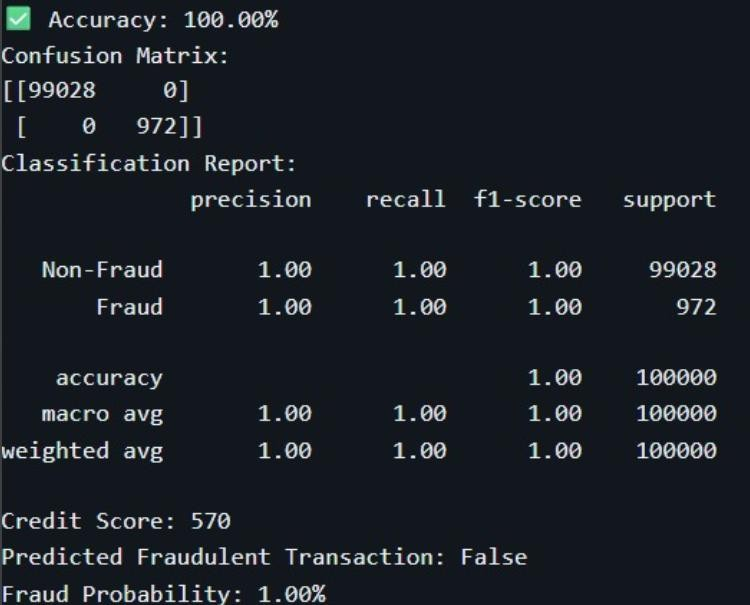 ✅ Accuracy: 100.00%
Confusion Matrix:
[[99028     0]
 [    0   972]]
Classification Report:
              precision    recall  f1-score   support

   Non-Fraud       1.00      1.00      1.00     99028
       Fraud       1.00      1.00      1.00       972

    accuracy                           1.00    100000
   macro avg       1.00      1.00      1.00    100000
weighted avg       1.00      1.00      1.00    100000

Credit Score: 570
Predicted Fraudulent Transaction: False
Fraud Probability: 1.00%